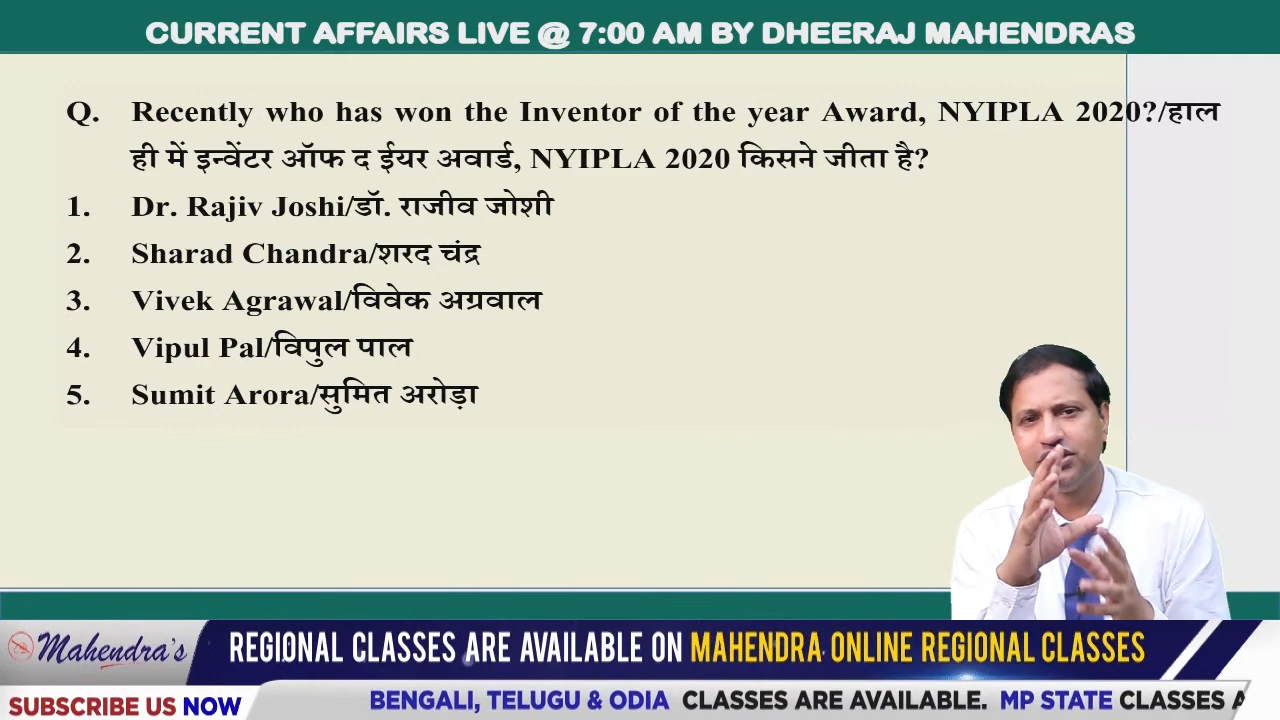 CURRENT AFFAIRS LIVE @ 7:00 AM BY DHEERAJ MAHENDRAS
Q. Recently who has won the Inventor of the year Award, NYIPLA 2020?/हाल
ही में इन्वेंटर ऑफ द ईयर अवार्ड, NYIPLA 2020 किसने जीता है?
1. Dr. Rajiv Joshi/डॉ. राजीव जोशी
2. Sharad Chandra/शरद चंद्र
3. Vivek Agrawal/विवेक अग्रवाल
4. Vipul Pal/विपुल पाल
5. Sumit Arora/सुमित अरोड़ा
Mahendra's
REGIONAL CLASSES ARE AVAILABLE ON MAHENDRA ONLINE REGIONAL CLASSES
SUBSCRIBE US NOW
BENGALI, TELUGU & ODIA CLASSES ARE AVAILABLE. MP STATE CLASSES A